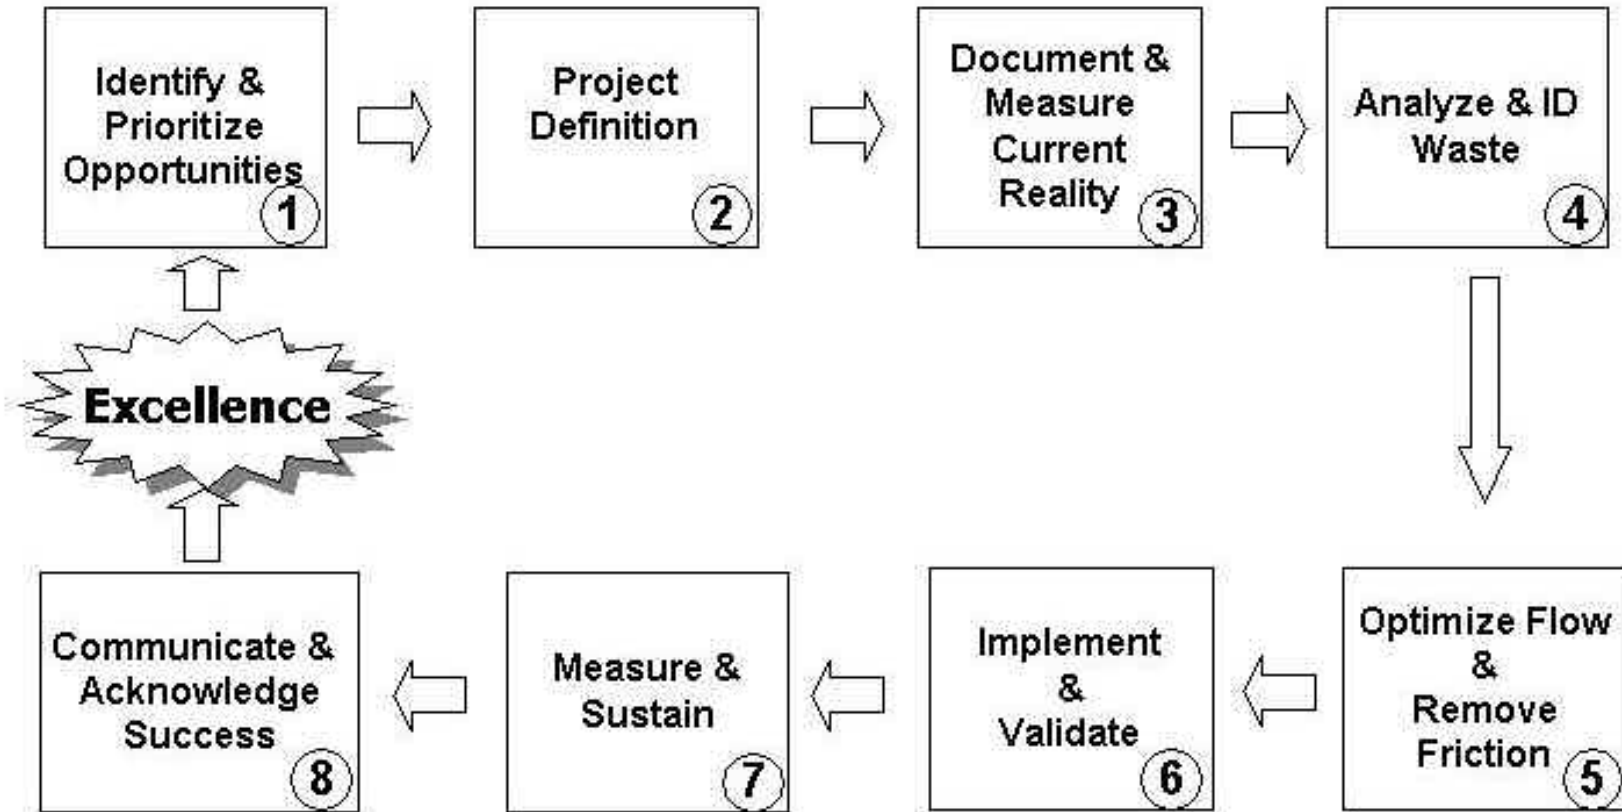 Identify &
Prioritize
Opportunities
1
Project
Definition
2
Document &
Measure
Current
Reality
3
Analyze & ID
Waste
4
Optimize Flow
&
Remove
Friction
5
Implement
&
Validate
6
Measure &
Sustain
7
Communicate &
Acknowledge
Success
8
Excellence